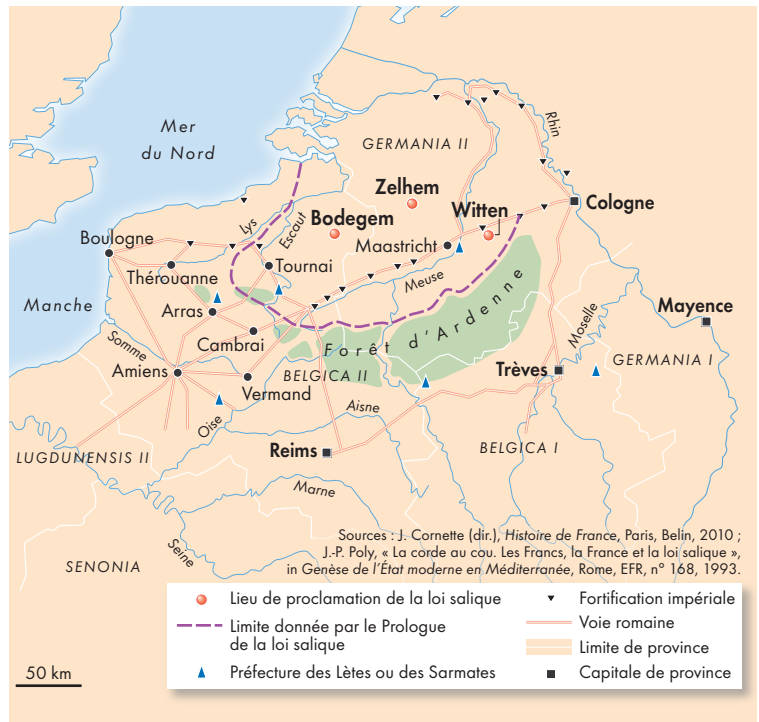 Mer
du Nord
GERMANIA II
Rhin
Zelhem
Cologne
Bodegem
Witten
Lys
Escaut
Boulogne
Maastricht
Tournai
Thérouanne
Meuse
Manche
Arras
Mayence
Cambrai
Forêt d'Ardenne
Moselle
Somme
Amiens
BELGICA II
Trèves
GERMANIA I
Vermand
Aisne
Oise
Reims
BELGICA I
LUGDUNENSIS II
Marne
Seine
SENONIA
Sources : J. Cornette (dir.), Histoire de France, Paris, Belin, 2010 ;
J.-P. Poly, « La corde au cou. Les Francs, la France et la loi salique »,
in Genèse de l'État moderne en Méditerranée, Rome, EFR, n° 168, 1993.
Lieu de proclamation de la loi salique
Limite donnée par le Prologue
de la loi salique
Préfecture des Lètes ou des Sarmates
Fortification impériale
Voie romaine
Limite de province
Capitale de province
50 km